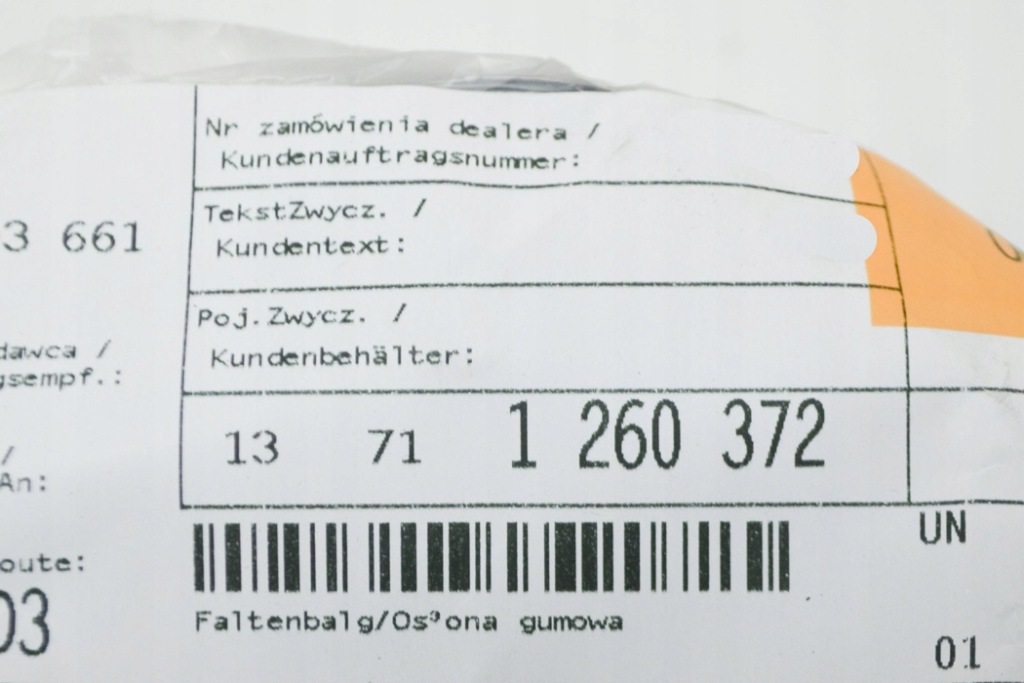 Nr zamówienia dealera /
Kundenauftragsnummer:
TekstZwycz. /
Kundentext:
3 661
Poj.Zwycz. /
Kundenbehälter:
dawca /
gsempf.:
13 71 1 260 372
/
An:
UN
oute:
03
Faltenbalg/Os³ona gumowa
01